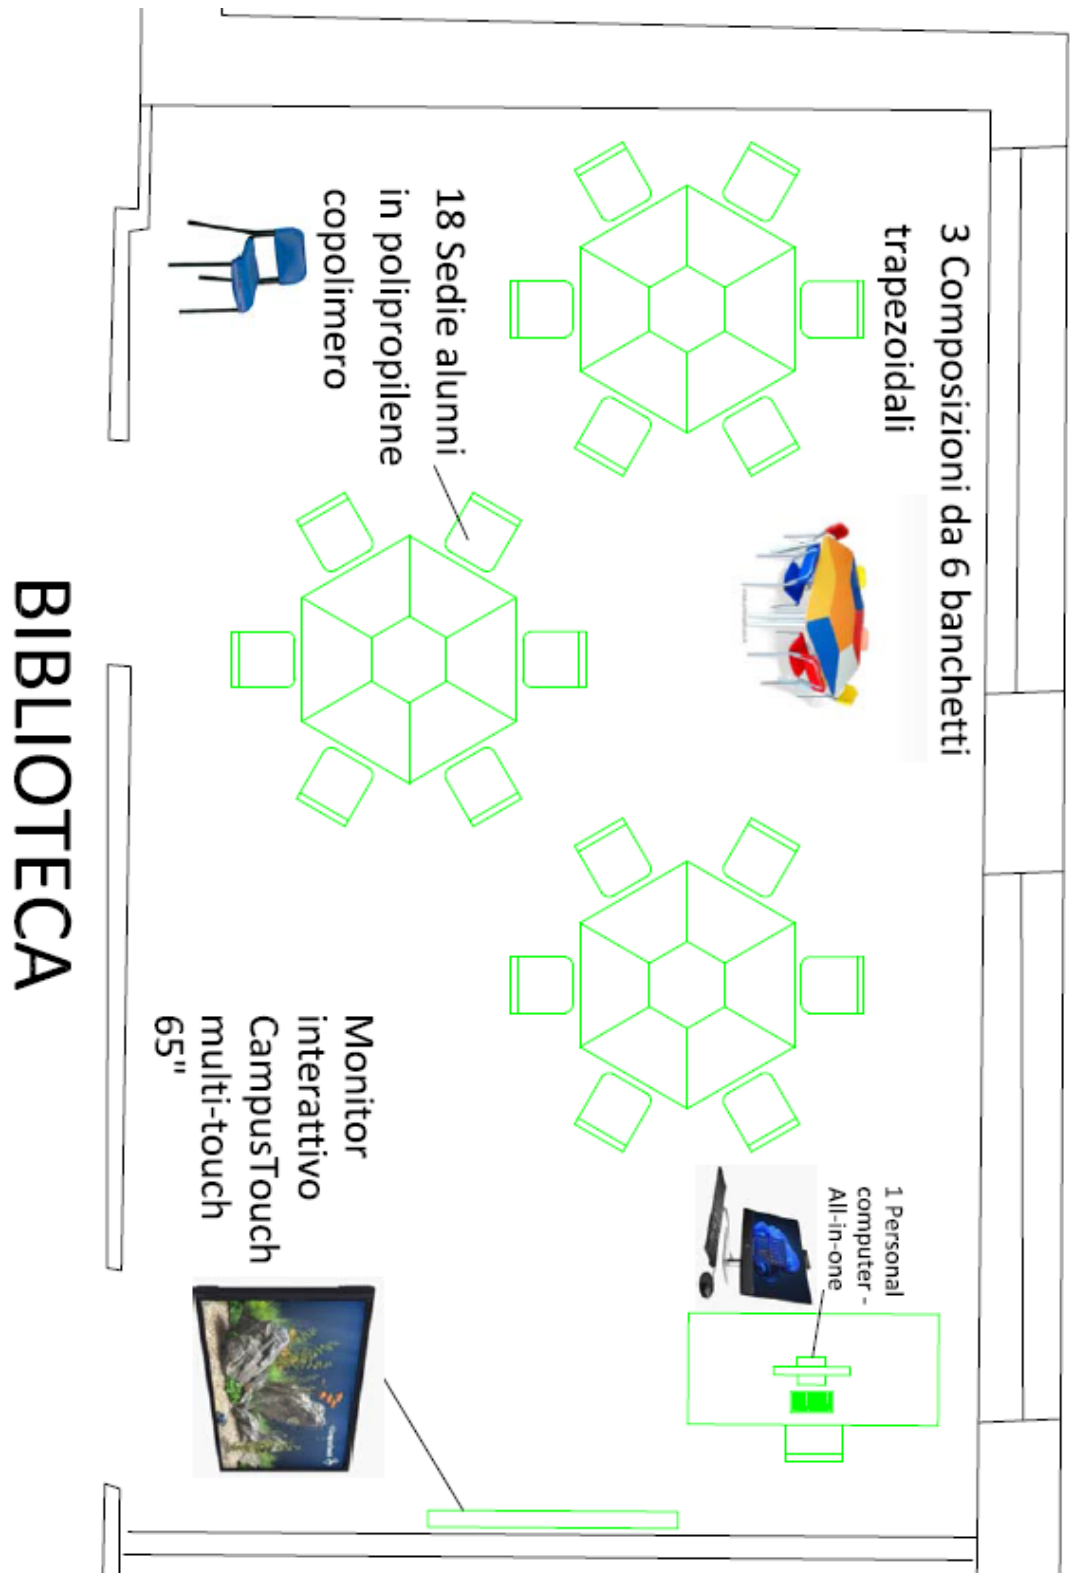 3 Composizioni da 6 banchetti
trapezoidali
18 Sedie alunni
in polipropilene
copolimero
1 Personal
computer -
All-in-one
Monitor
interattivo
CampusTouch
multi-touch
65"
BIBLIOTECA